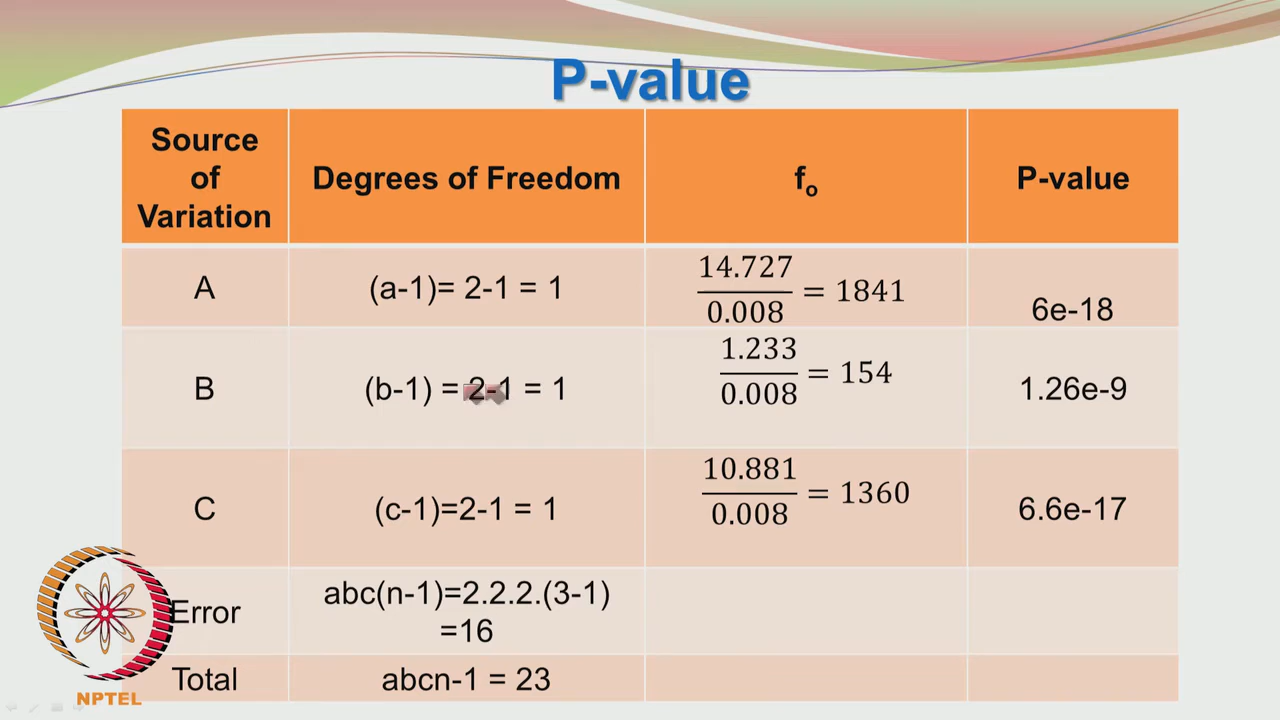 P-value
Source
of
Variation
Degrees of Freedom
fₒ
P-value
A
(a-1)= 2-1 = 1
14.727
0.008
= 1841
6e-18
B
(b-1) = 2-1 = 1
1.233
0.008
= 154
1.26e-9
C
(c-1)=2-1 = 1
10.881
0.008
= 1360
6.6e-17
Error
abc(n-1)=2.2.2.(3-1)
=16
Total
abcn-1 = 23
NPTEL